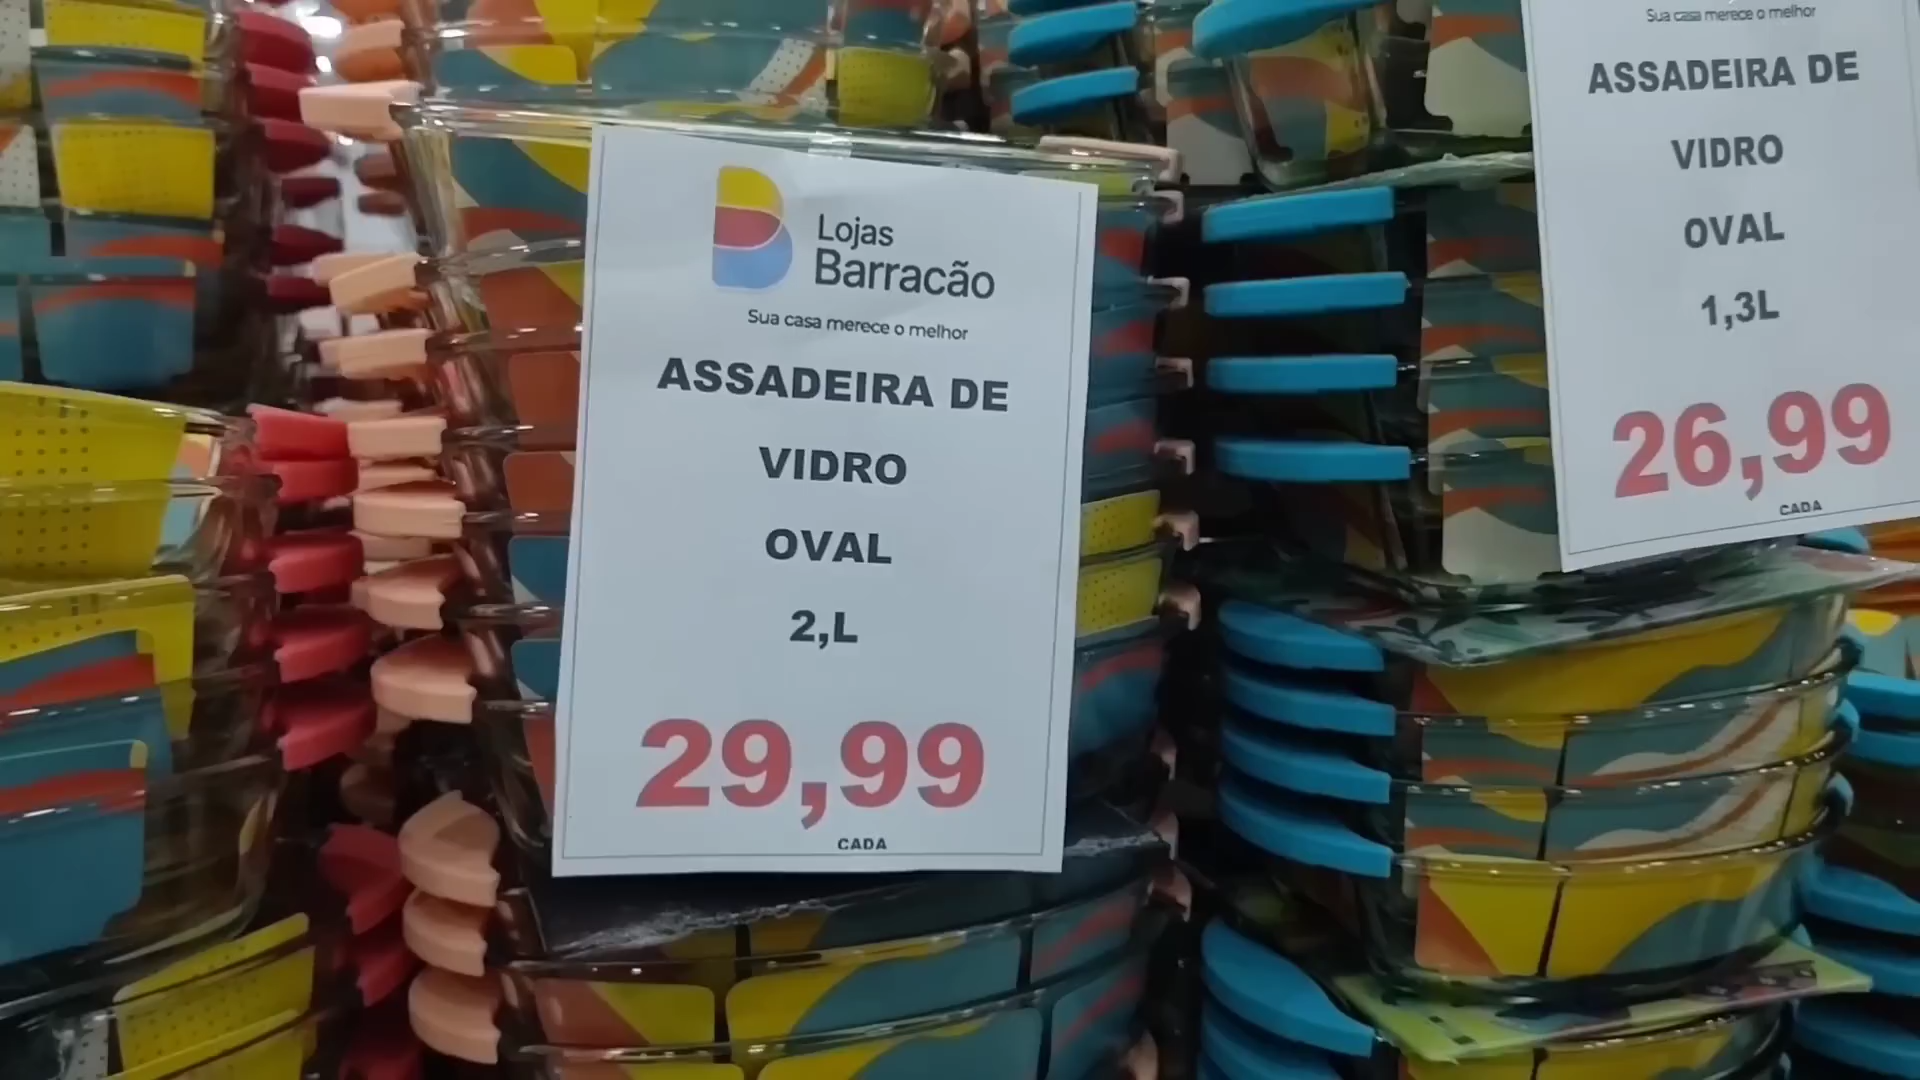 Lojas
Barracão
Sua casa merece o melhor
ASSADEIRA DE
VIDRO
OVAL
2,L
29,99
CADA
Sua casa merece o melhor
ASSADEIRA DE
VIDRO
OVAL
1,3L
26,99
CADA